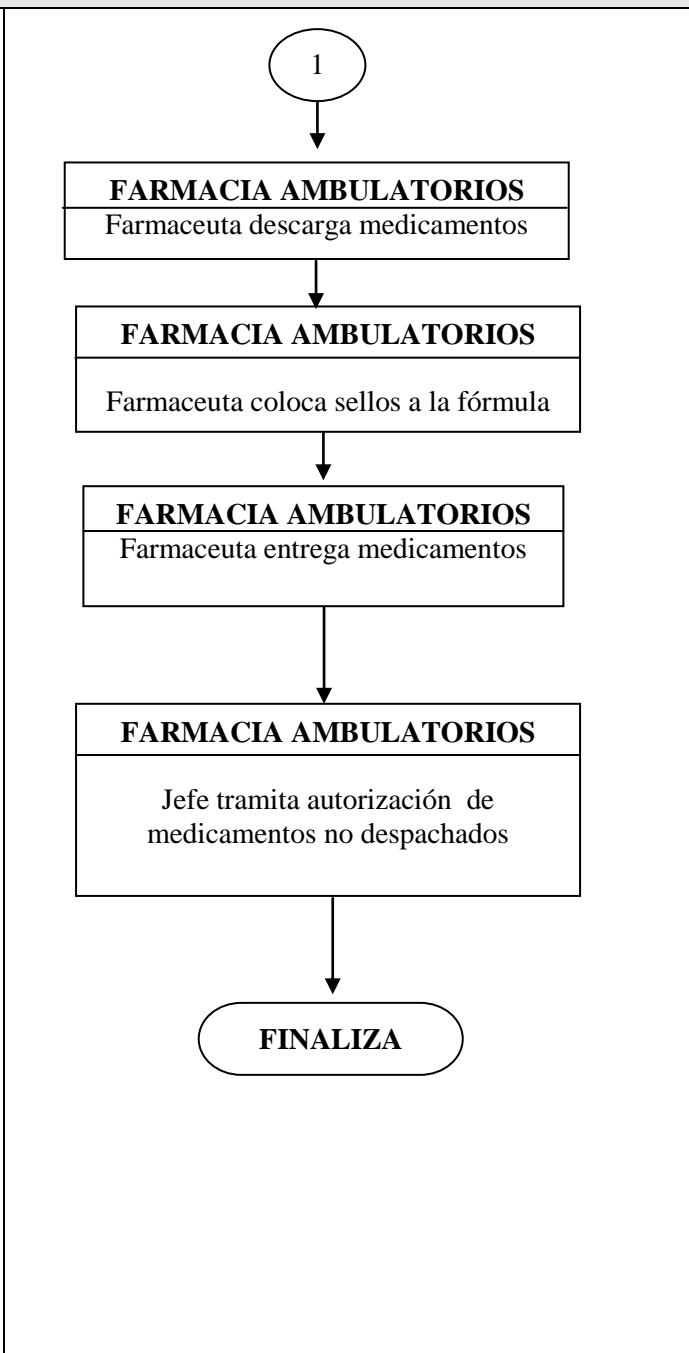 1
FARMACIA AMBULATORIOS
Farmaceuta descarga medicamentos
FARMACIA AMBULATORIOS
Farmaceuta coloca sellos a la fórmula
FARMACIA AMBULATORIOS
Farmaceuta entrega medicamentos
FARMACIA AMBULATORIOS
Jefe tramita autorización  de
medicamentos no despachados
FINALIZA